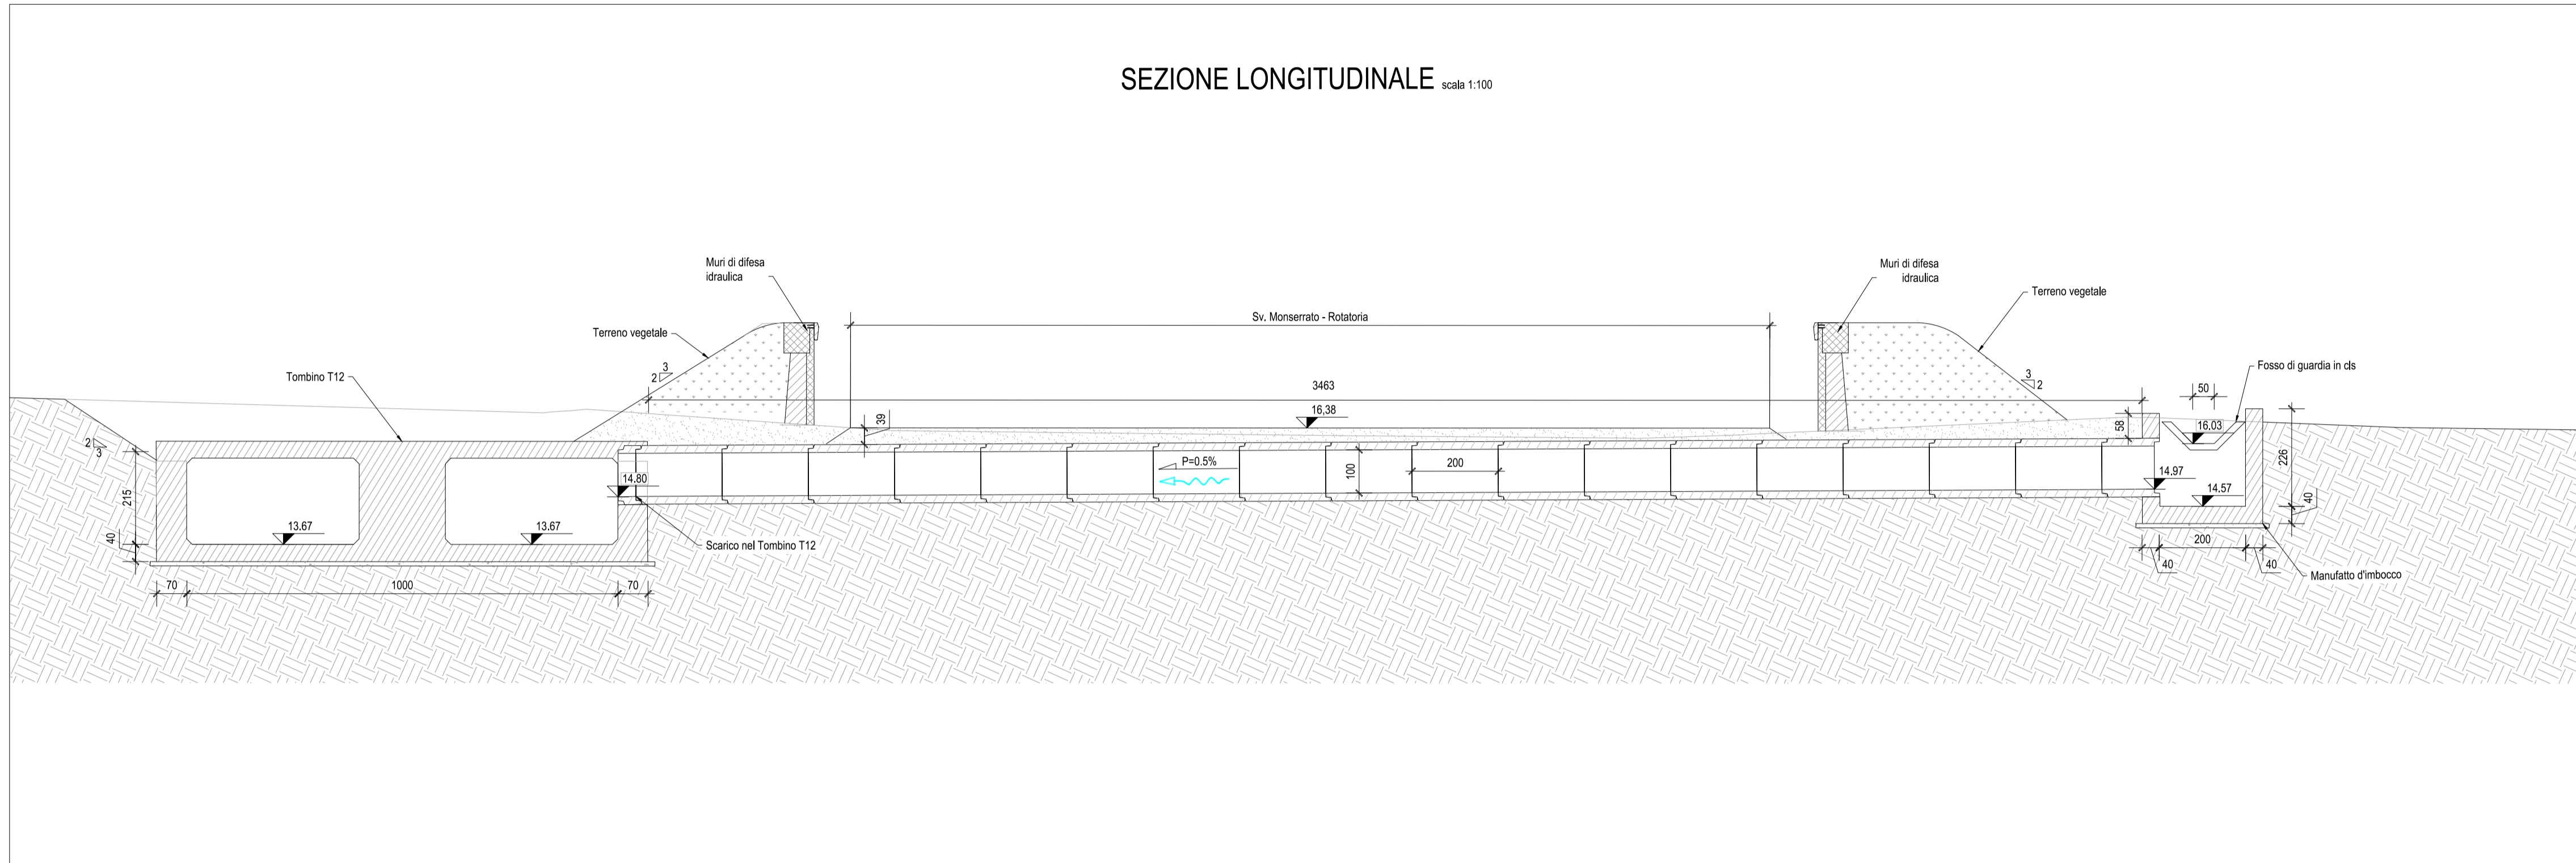 SEZIONE LONGITUDINALE scala 1:100
Muri di difesa
idraulica
Muri di difesa
idraulica
Terreno vegetale
Sv. Monserrato - Rotatoria
Terreno vegetale
Tombino T12
Fosso di guardia in cls
3
2
3463
3
2
50
39
16,38
58
16.03
2
3
215
14.80
P=0.5%
100
200
14.97
226
14.57
40
13.67
13.67
40
Scarico nel Tombino T12
200
40
40
Manufatto d'imbocco
70
1000
70